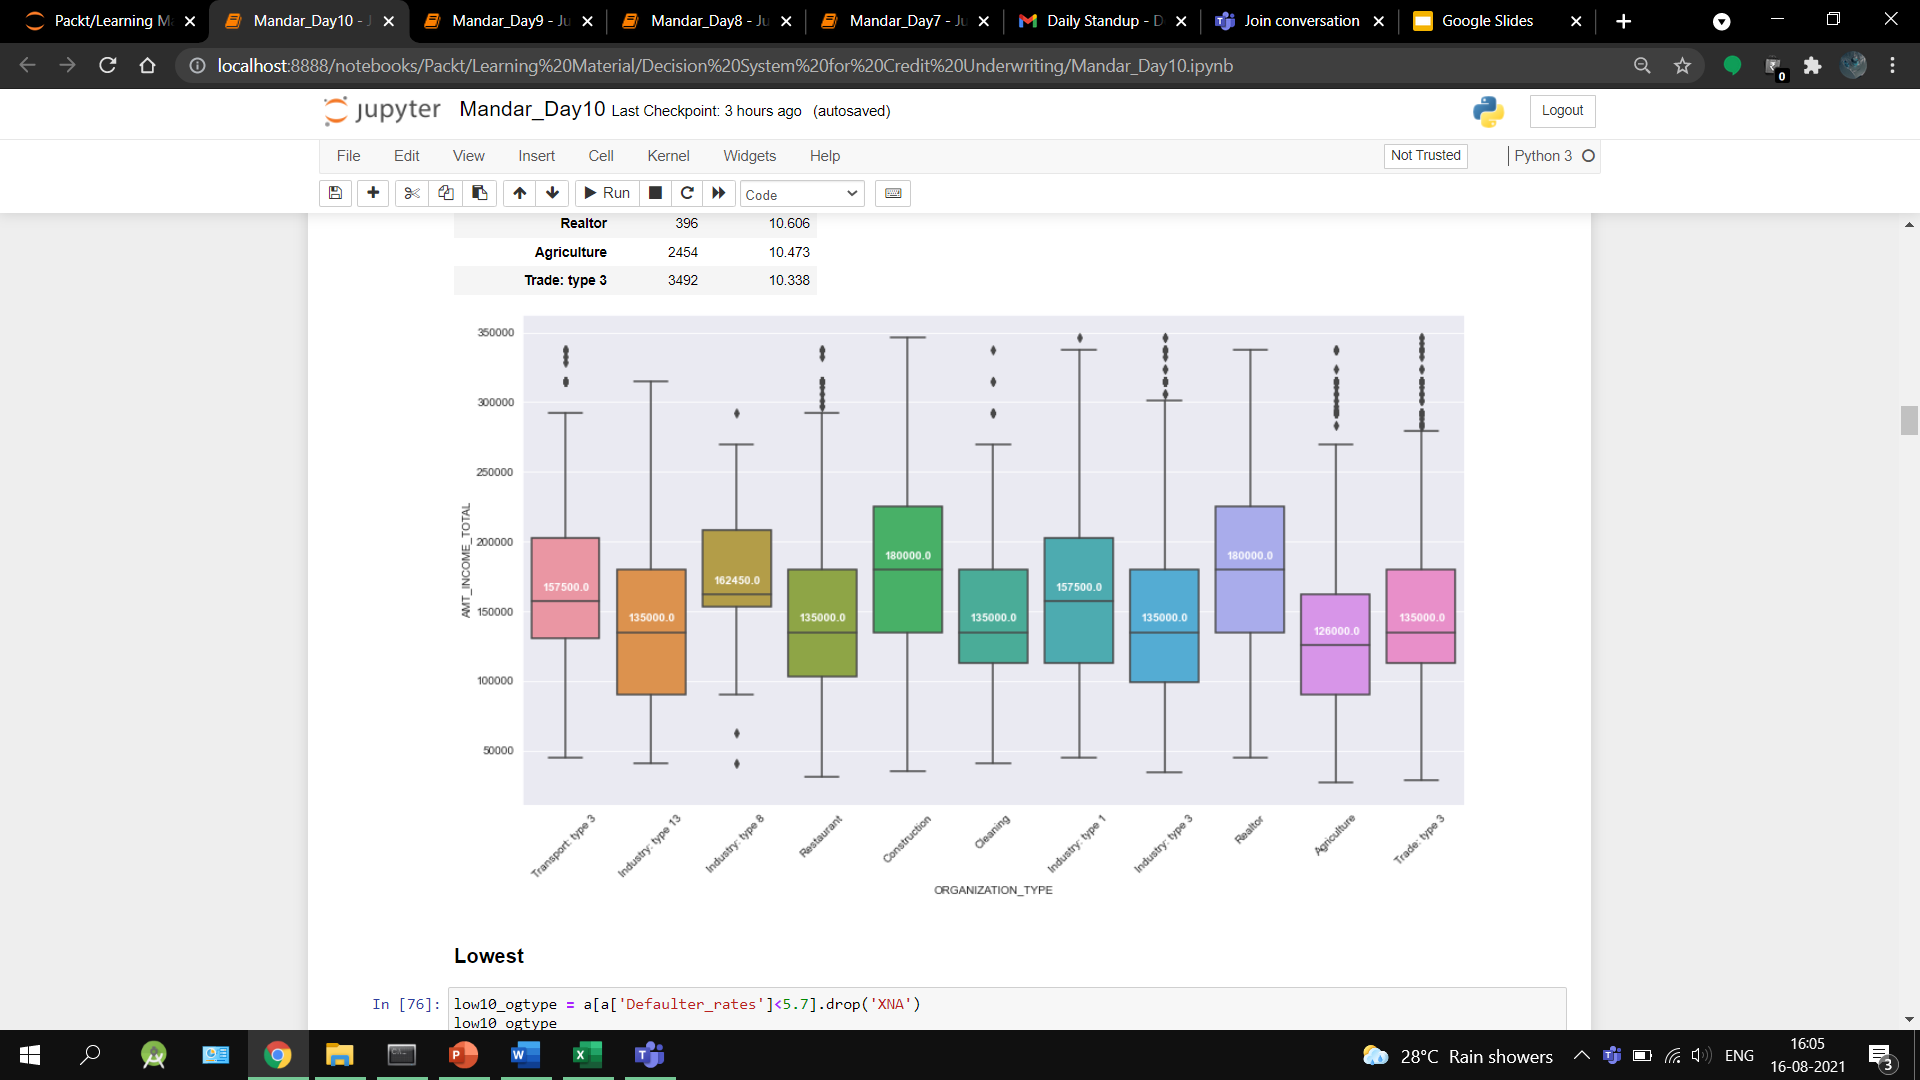 Packt/Learning M
Mandar_Day10 - J
Mandar_Day9 - Ju
Mandar_Day8 - Ju
Mandar_Day7 - Ju
Daily Standup - D
Join conversation
Google Slides
localhost:8888/notebooks/Packt/Learning%20Material/Decision%20System%20for%20Credit%20Underwriting/Mandar_Day10.ipynb
0
jupyter Mandar_Day10 Last Checkpoint: 3 hours ago (autosaved)
Logout
File Edit View Insert Cell Kernel Widgets Help
Not Trusted
Python 3
Run
Code
Realtor 396 10.606
Agriculture 2454 10.473
Trade: type 3 3492 10.338
350000
300000
250000
200000
150000
100000
50000
AMT_INCOME_TOTAL
157500.0
135000.0
162450.0
135000.0
180000.0
135000.0
157500.0
135000.0
180000.0
126000.0
135000.0
Transport: type 3
Industry: type 13
Industry: type 8
Restaurant
Construction
Cleaning
Industry: type 1
Industry: type 3
Realtor
Agriculture
Trade: type 3
ORGANIZATION_TYPE
Lowest
In [76]: low10_ogtype = a[a['Defaulter_rates']<5.7].drop('XNA')
low10_ogtype
28°C Rain showers
ENG
16:05
16-08-2021
3